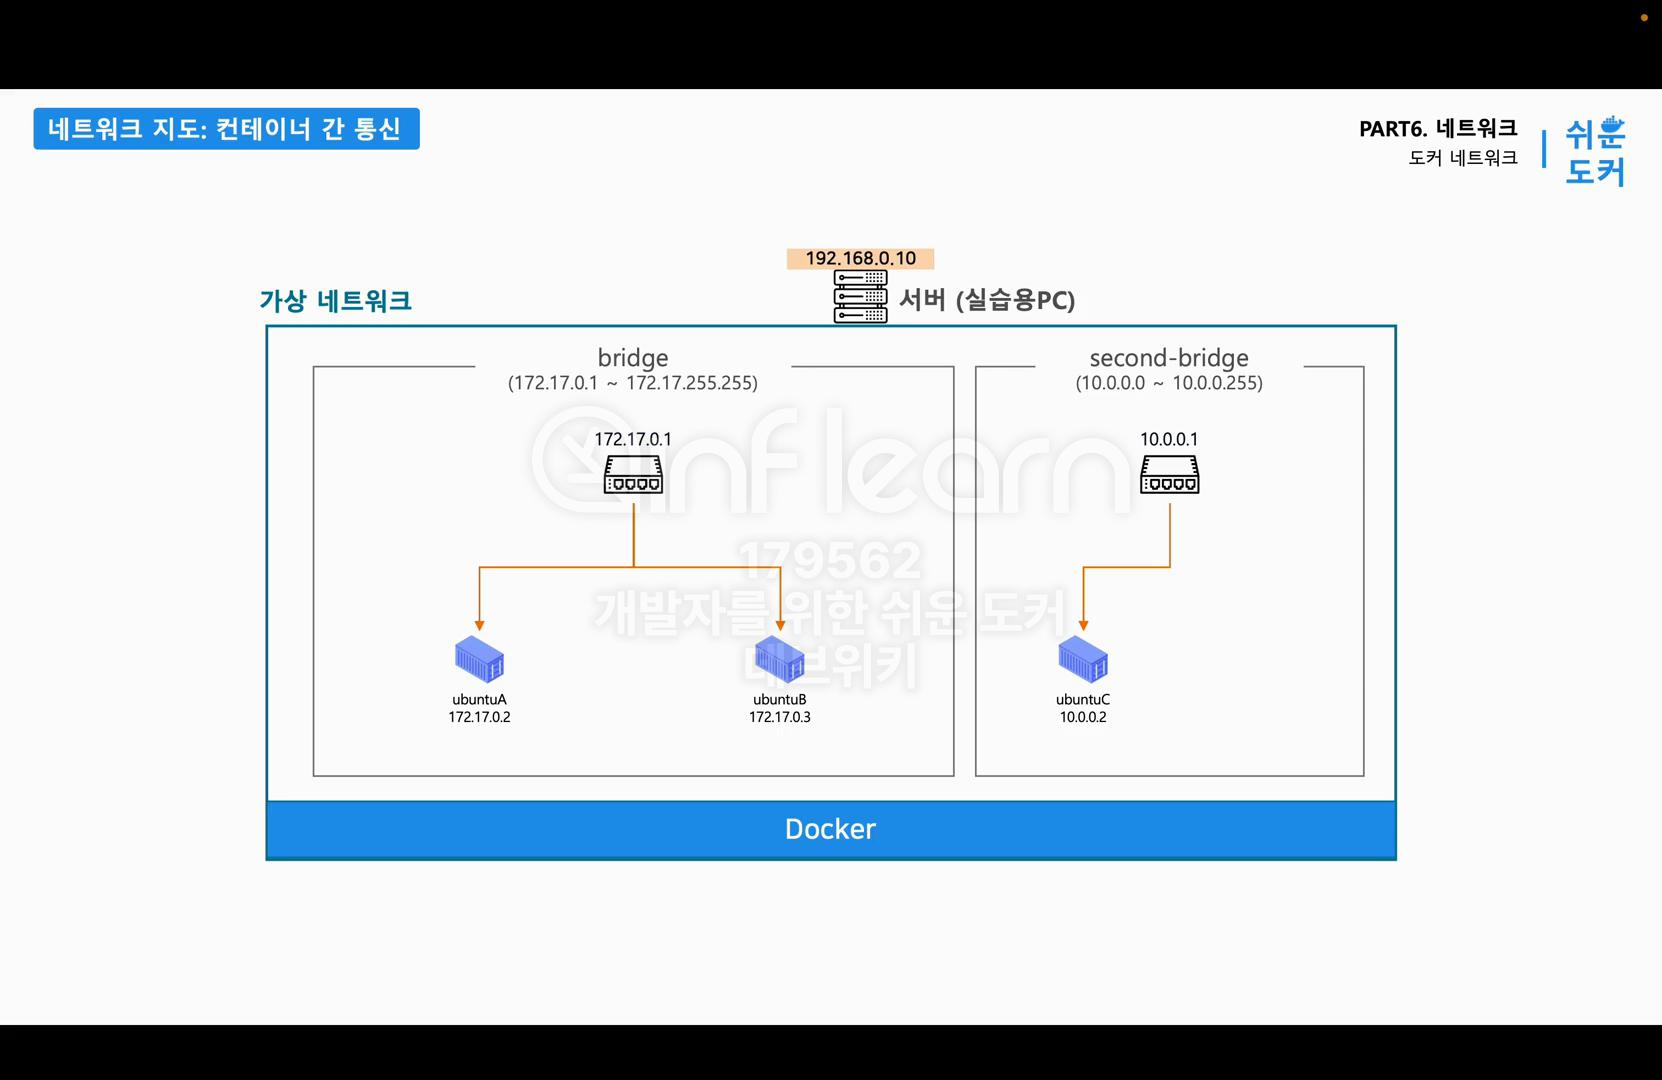 네트워크 지도: 컨테이너 간 통신
PART6. 네트워크
도커 네트워크
쉬운
도커
192.168.0.10
가상 네트워크
서버 (실습용PC)
bridge
(172.17.0.1 ~ 172.17.255.255)
second-bridge
(10.0.0.0 ~ 10.0.0.255)
172.17.0.1
10.0.0.1
inflearn
179562
개발자를 위한 쉬운 도커
데브위키
ubuntuA
172.17.0.2
ubuntuB
172.17.0.3
ubuntuC
10.0.0.2
Docker